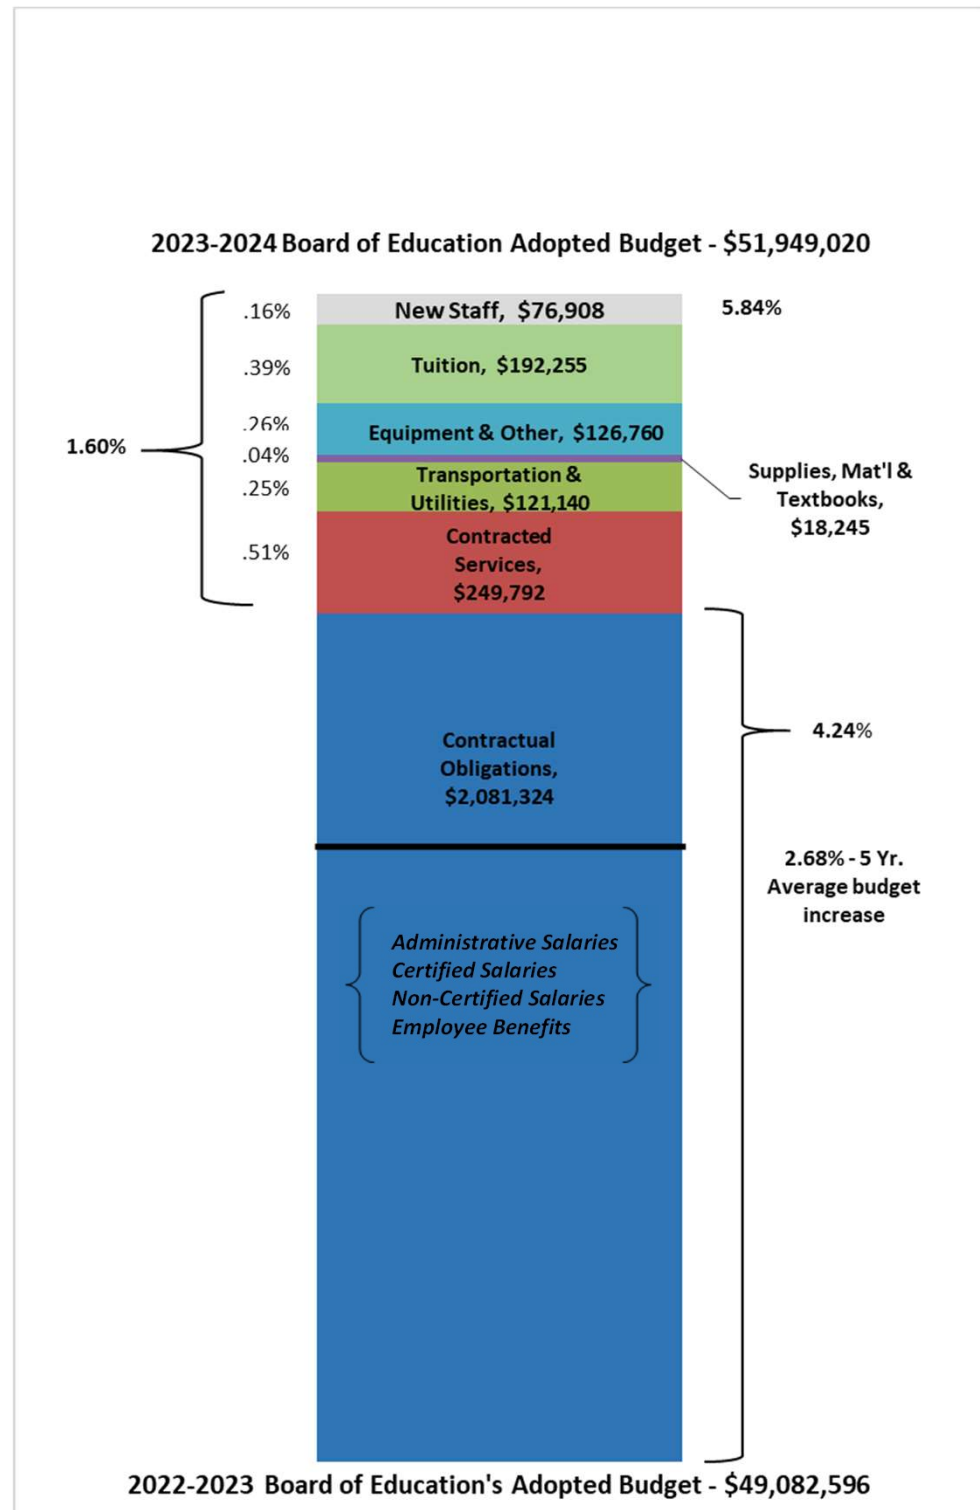 2023-2024 Board of Education Adopted Budget - $51,949,020
.16%
New Staff, $76,908
5.84%
.39%
Tuition, $192,255
.26%
Equipment & Other, $126,760
1.60%
.04%
Supplies, Mat'l &
Textbooks,
$18,245
.25%
Transportation &
Utilities, $121,140
.51%
Contracted
Services,
$249,792
Contractual
Obligations,
$2,081,324
4.24%
2.68% - 5 Yr.
Average budget
increase
Administrative Salaries
Certified Salaries
Non-Certified Salaries
Employee Benefits
2022-2023 Board of Education's Adopted Budget - $49,082,596